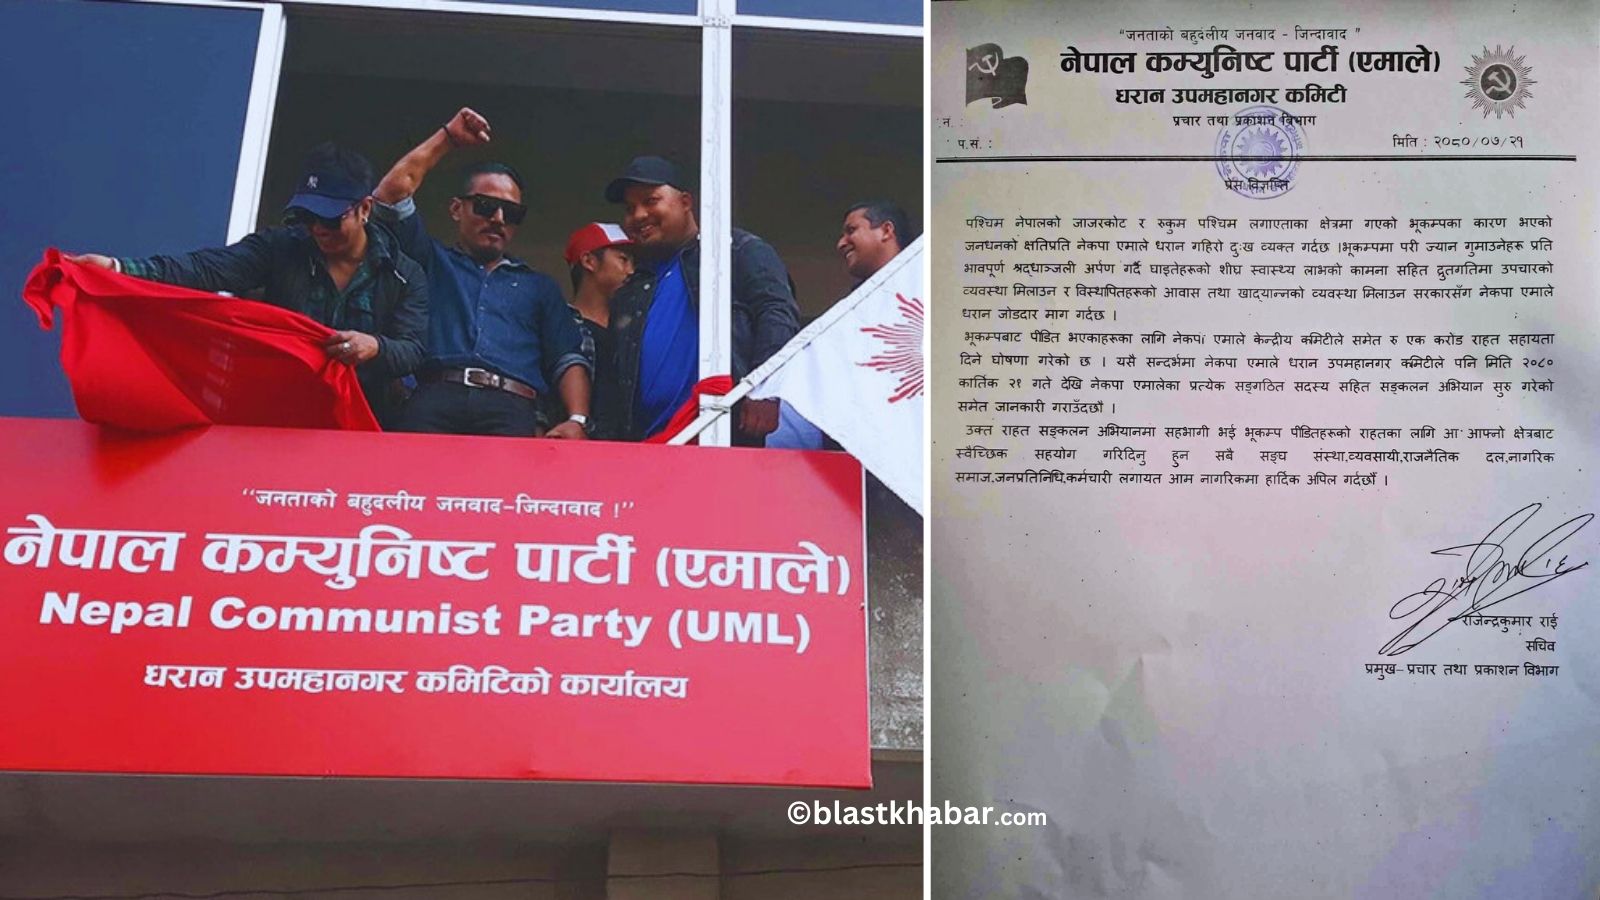 “जनताको बहुदलीय जनवाद-जिन्दावाद !”
नेपाल कम्युनिष्ट पार्टी (एमाले)
Nepal Communist Party (UML)
धरान उपमहानगर कमिटिको कार्यालय
©blastkhabar.com
“जनताको बहुदलीय जनवाद - जिन्दावाद ”
नेपाल कम्युनिष्ट पार्टी (एमाले)
धरान उपमहानगर कमिटी
प्रचार तथा प्रकाशन विभाग
न. :
प.सं. :
मिति : २०८०/०७/२१
प्रेस विज्ञप्ति
पश्चिम नेपालको जाजरकोट र रुकुम पश्चिम लगाएताका क्षेत्रमा गएको भूकम्पका कारण भएको
जनधनको क्षतिप्रति नेकपा एमाले धरान गहिरो दुःख व्यक्त गर्दछ ।भूकम्पमा परी ज्यान गुमाउनेहरू प्रति
भावपूर्ण श्रद्धाञ्जली अर्पण गर्दै घाइतेहरूको शीघ्र स्वास्थ्य लाभको कामना सहित द्रुतगतिमा उपचारको
व्यवस्था मिलाउन र विस्थापितहरूको आवास तथा खाद्यान्नको व्यवस्था मिलाउन सरकारसँग नेकपा एमाले
धरान जोडदार माग गर्दछ ।
भूकम्पबाट पीडित भएकाहरूका लागि नेकपा एमाले केन्द्रीय कमिटीले समेत रु एक करोड राहत सहायता
दिने घोषणा गरेको छ । यसै सन्दर्भमा नेकपा एमाले धरान उपमहानगर कमिटीले पनि मिति २०८०
कार्तिक २१ गते देखि नेकपा एमालेका प्रत्येक सङ्गठित सदस्य सहित सङ्कलन अभियान सुरु गरेको
समेत जानकारी गराउँदछौ ।
उक्त राहत सङ्कलन अभियानमा सहभागी भई भूकम्प पीडितहरूको राहतका लागि आ आफ्नो क्षेत्रबाट
स्वैच्छिक सहयोग गरिदिनु हुन सबै सङ्घ संस्था,व्यवसायी,राजनैतिक दल,नागरिक
समाज,जनप्रतिनिधि,कर्मचारी लगायत आम नागरिकमा हार्दिक अपिल गर्दछौं ।
राजेन्द्रकुमार राई
सचिव
प्रमुख- प्रचार तथा प्रकाशन विभाग